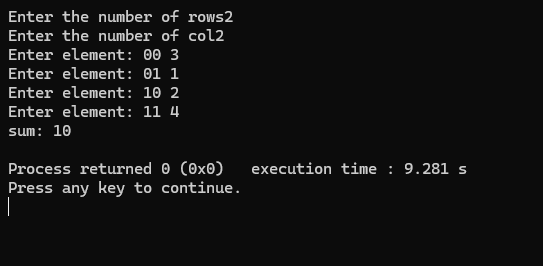 Enter the number of rows2
Enter the number of col2
Enter element: 00 3
Enter element: 01 1
Enter element: 10 2
Enter element: 11 4
sum: 10
Process returned 0 (0x0)   execution time : 9.281 s
Press any key to continue.